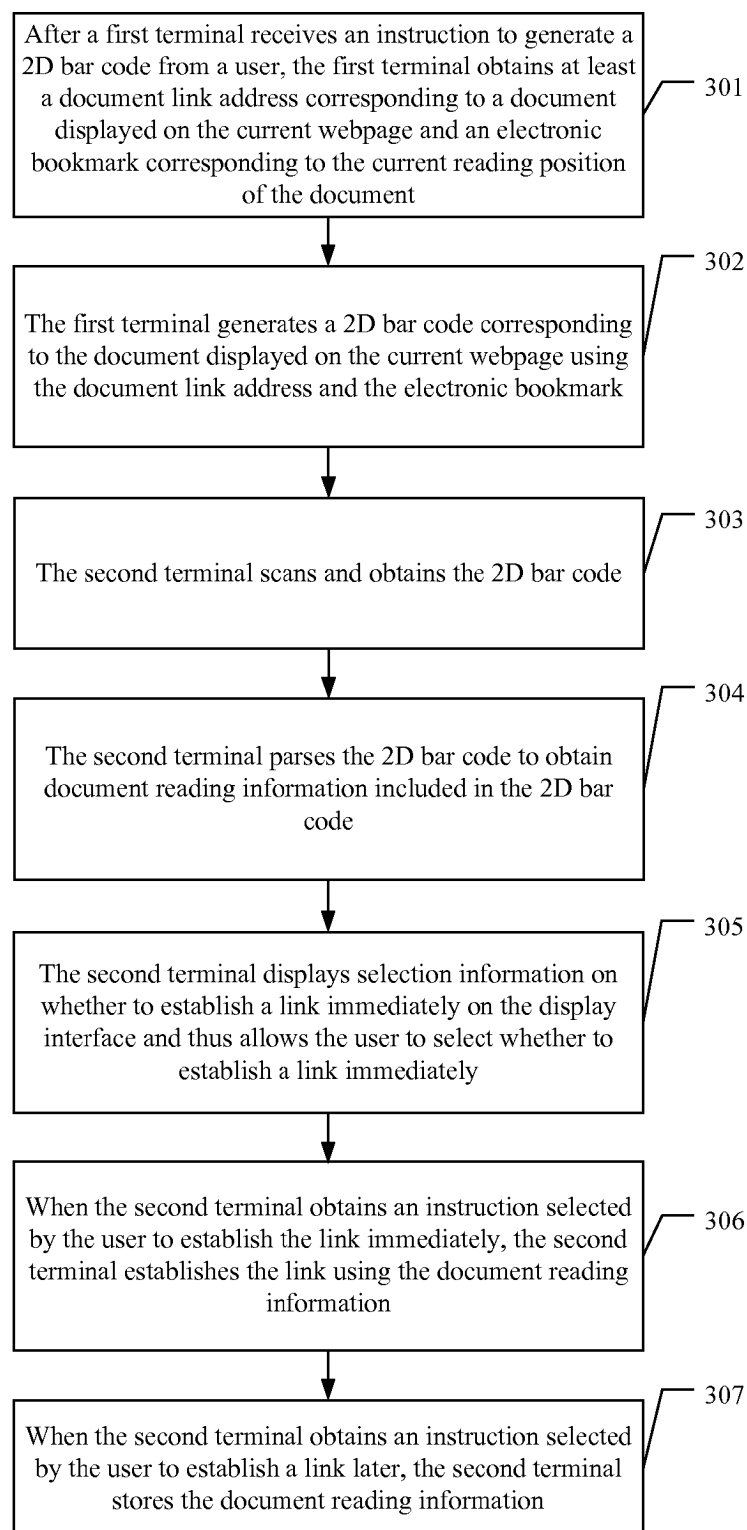 After a first terminal receives an instruction to generate a
2D bar code from a user, the first terminal obtains at least
a document link address corresponding to a document
displayed on the current webpage and an electronic
bookmark corresponding to the current reading position
of the document
301
The first terminal generates a 2D bar code corresponding
to the document displayed on the current webpage using
the document link address and the electronic bookmark
302
The second terminal scans and obtains the 2D bar code
303
The second terminal parses the 2D bar code to obtain
document reading information included in the 2D bar
code
304
The second terminal displays selection information on
whether to establish a link immediately on the display
interface and thus allows the user to select whether to
establish a link immediately
305
When the second terminal obtains an instruction selected
by the user to establish the link immediately, the second
terminal establishes the link using the document reading
information
306
When the second terminal obtains an instruction selected
by the user to establish a link later, the second terminal
stores the document reading information
307